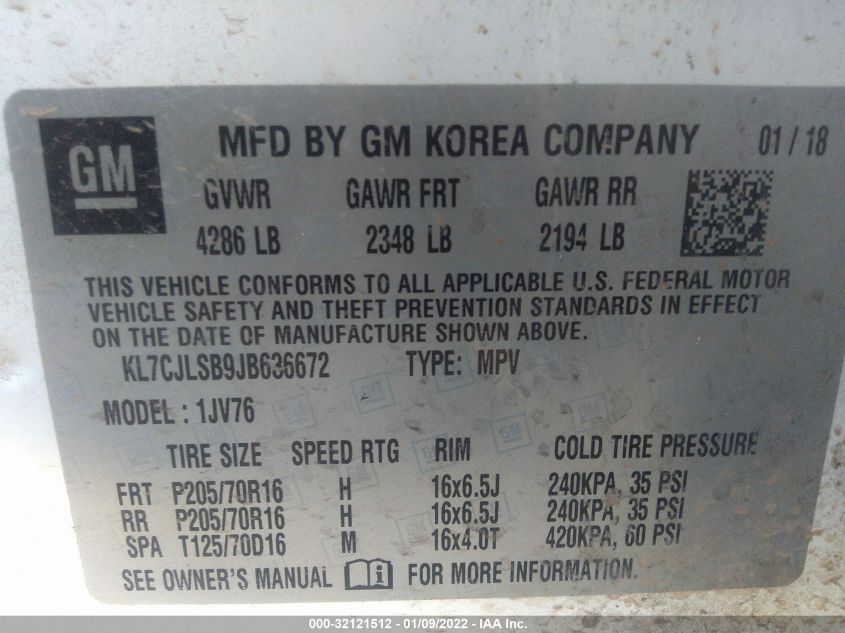 GM
MFD BY GM KOREA COMPANY 01 / 18
GVWR GAWR FRT GAWR RR
4286 LB 2348 LB 2194 LB
THIS VEHICLE CONFORMS TO ALL APPLICABLE U.S. FEDERAL MOTOR
VEHICLE SAFETY AND THEFT PREVENTION STANDARDS IN EFFECT
ON THE DATE OF MANUFACTURE SHOWN ABOVE.
KL7CJLSB9JB636672 TYPE: MPV
MODEL : 1JV76
TIRE SIZE SPEED RTG RIM COLD TIRE PRESSURE
FRT P205/70R16 H 16x6.5J 240KPA, 35 PSI
RR P205/70R16 H 16x6.5J 240KPA, 35 PSI
SPA T125/70D16 M 16x4.0T 420KPA, 60 PSI
SEE OWNER'S MANUAL FOR MORE INFORMATION.
000-32121512 - 01/09/2022 - IAA Inc.